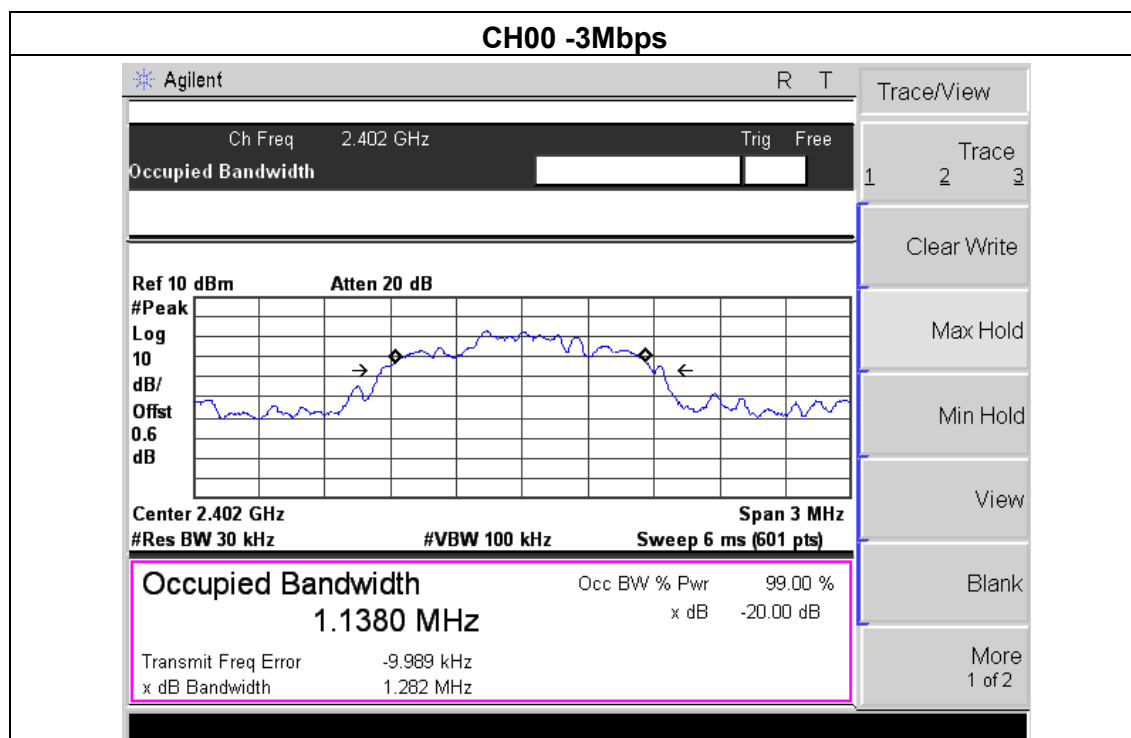 CH00 -3Mbps
Agilent R T
Trace/View
Ch Freq 2.402 GHz Trig Free
Occupied Bandwidth
Trace
1 2 3
Clear Write
Ref 10 dBm Atten 20 dB
#Peak
Log
10
dB/
Offst
0.6
dB
Max Hold
Min Hold
Center 2.402 GHz Span 3 MHz
#Res BW 30 kHz #VBW 100 kHz Sweep 6 ms (601 pts)
View
Occupied Bandwidth Occ BW % Pwr 99.00 %
1.1380 MHz x dB -20.00 dB
Transmit Freq Error -9.989 kHz
x dB Bandwidth 1.282 MHz
Blank
More
1 of 2